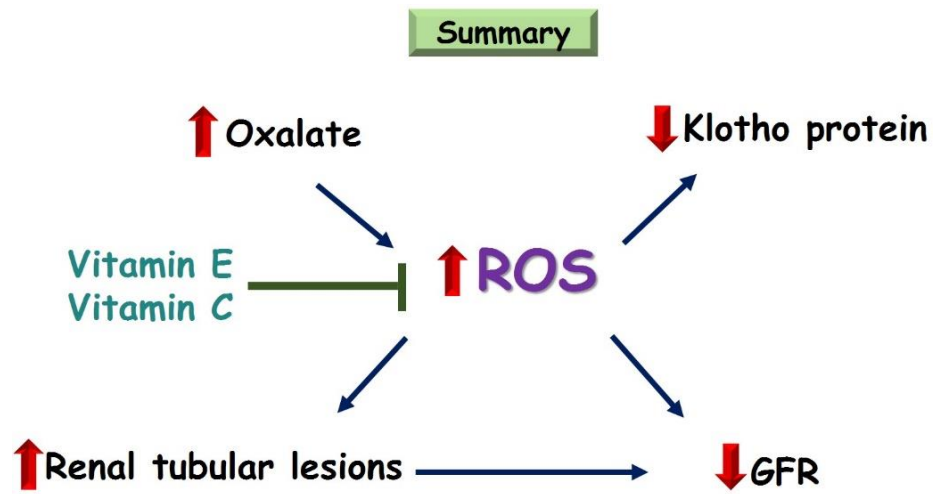 Summary
Oxalate
Klotho protein
Vitamin E
Vitamin C
ROS
Renal tubular lesions
GFR